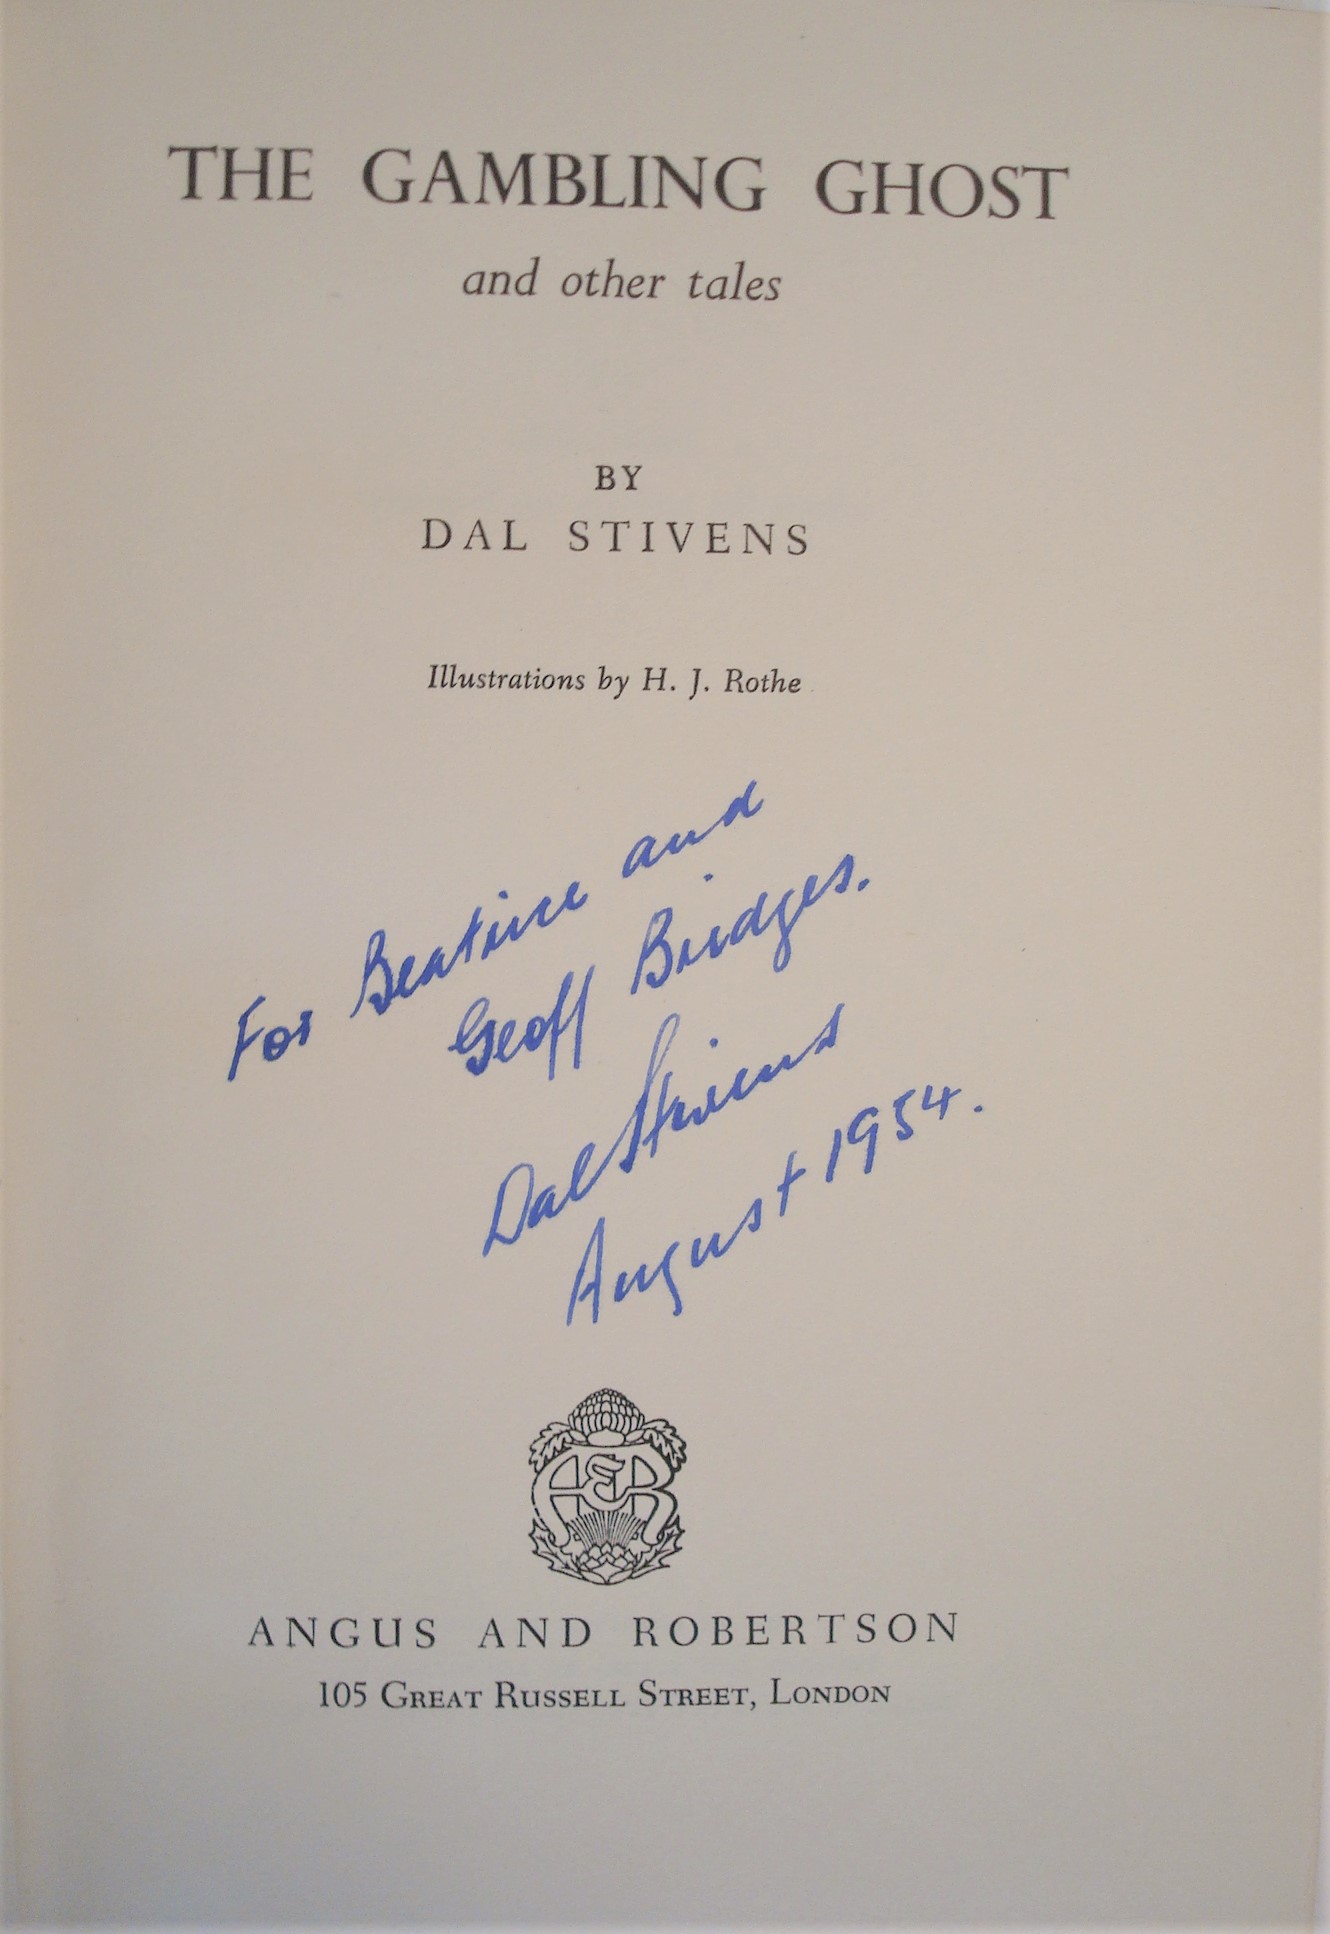 THE GAMBLING GHOST
and other tales
BY
DAL STIVENS
Illustrations by H. J. Rothe
For Beatrice and
Geoff Bridges.
Dal Stivens
August 1954.
A & R
ANGUS AND ROBERTSON
105 GREAT RUSSELL STREET, LONDON